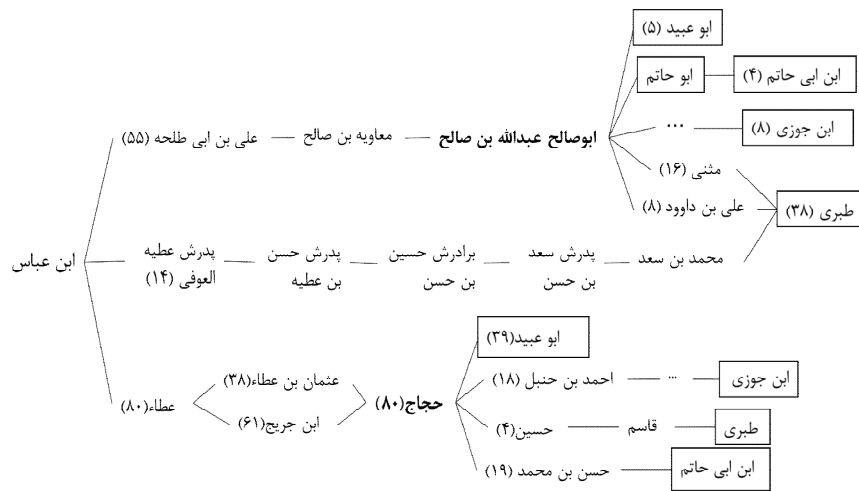 ابو عبید (۵)
ابو حاتم
ابن ابی حاتم (۴)
... ابن جوزی (۸)
ابن عباس
علی بن ابی طلحه (۵۵)
معاویه بن صالح
ابوصالح عبدالله بن صالح
مثنی (۱۶)
علی بن داوود (۸)
طبری (۳۸)
محمد بن سعد
پدرش سعد
بن حسن
برادرش حسین
بن حسن
پدرش حسن
بن عطیه
پدرش عطیه
العوفی (۱۴)
ابو عبید(۳۹)
عطاء(۸۰)
عثمان بن عطاء(۳۸)
ابن جریج(۶۱)
حجاج(۸۰)
احمد بن حنبل (۱۸)
... ابن جوزی
حسین(۴)
قاسم
طبری
حسن بن محمد (۱۹)
ابن ابی حاتم